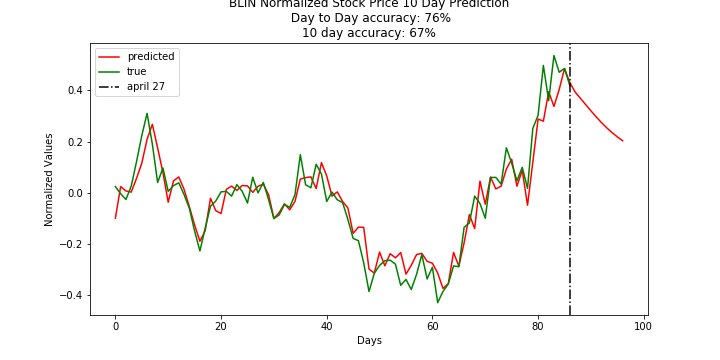 BLIN Normalized Stock Price 10 Day Prediction
Day to Day accuracy: 76%
10 day accuracy: 67%
predicted
true
april 27
Normalized Values
0.4
0.2
0.0
−0.2
−0.4
0 20 40 60 80 100
Days